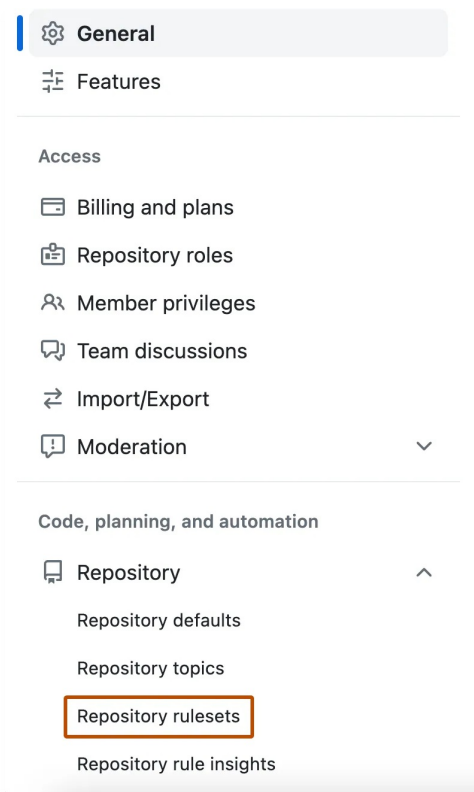 General
Features
Access
Billing and plans
Repository roles
Member privileges
Team discussions
Import/Export
Moderation
Code, planning, and automation
Repository
Repository defaults
Repository topics
Repository rulesets
Repository rule insights